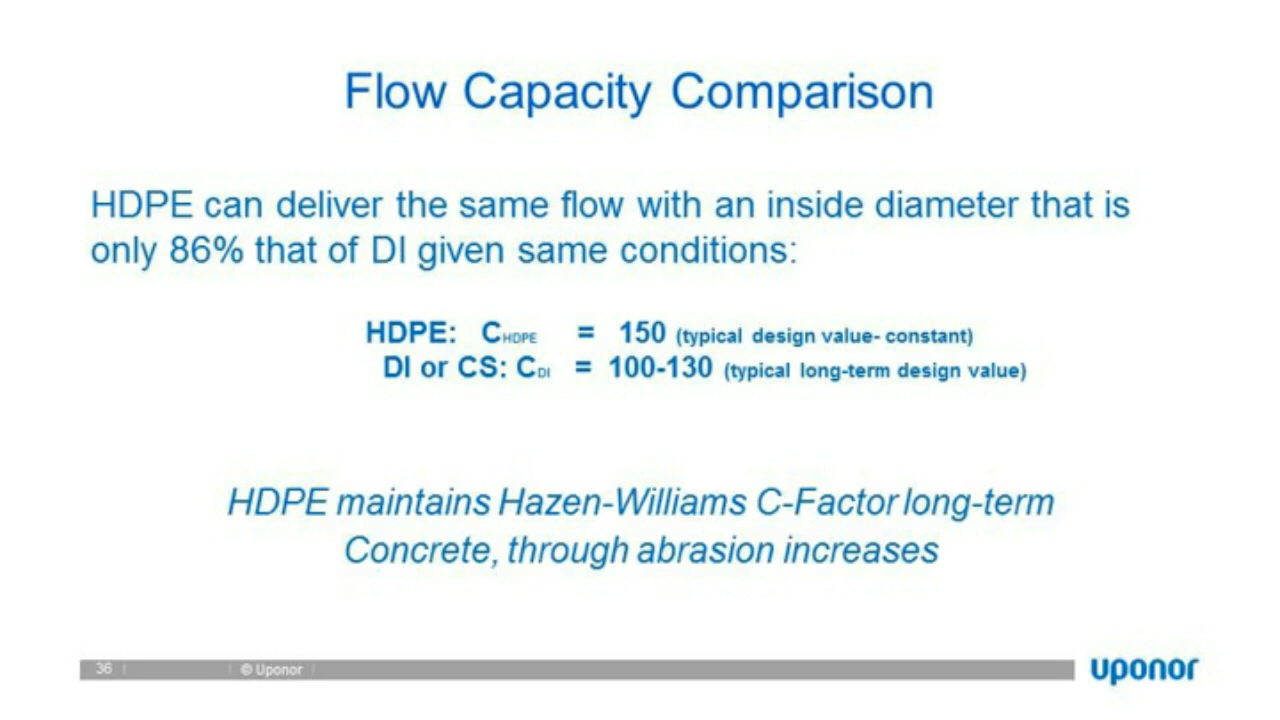 Flow Capacity Comparison
HDPE can deliver the same flow with an inside diameter that is
only 86% that of DI given same conditions:
HDPE: CHDPE = 150 (typical design value- constant)
DI or CS: CDI = 100-130 (typical long-term design value)
HDPE maintains Hazen-Williams C-Factor long-term
Concrete, through abrasion increases
36 © Uponor
uponor